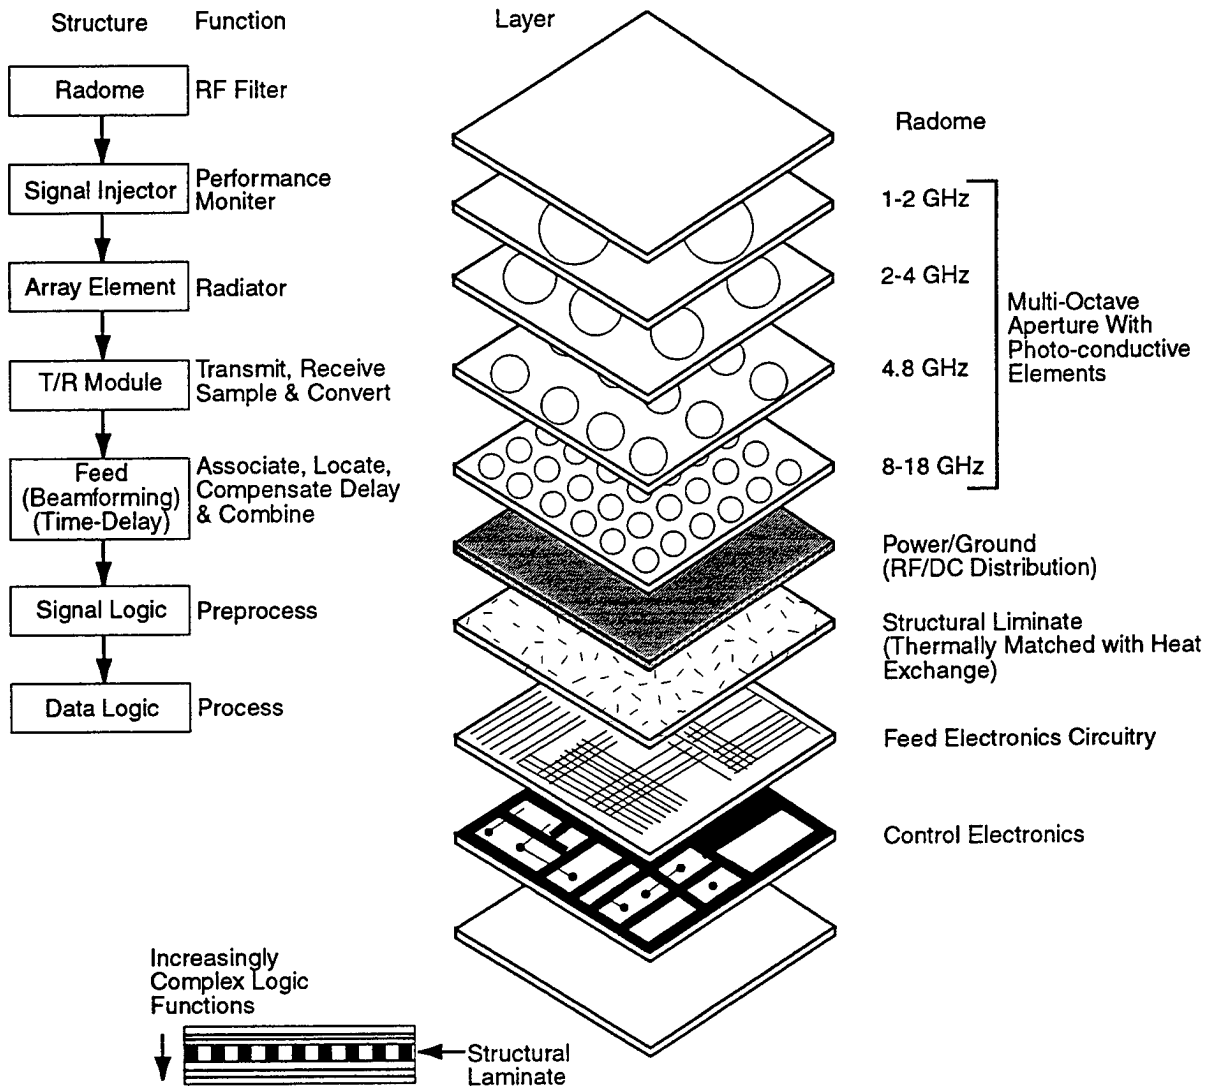 Structure
Function
Layer
Radome
RF Filter
Signal Injector
Performance
Moniter
Array Element
Radiator
T/R Module
Transmit, Receive
Sample & Convert
Feed
(Beamforming)
(Time-Delay)
Associate, Locate,
Compensate Delay
& Combine
Signal Logic
Preprocess
Data Logic
Process
Radome
1-2 GHz
2-4 GHz
4.8 GHz
8-18 GHz
Multi-Octave
Aperture With
Photo-conductive
Elements
Power/Ground
(RF/DC Distribution)
Structural Liminate
(Thermally Matched with Heat
Exchange)
Feed Electronics Circuitry
Control Electronics
Increasingly
Complex Logic
Functions
Structural
Laminate